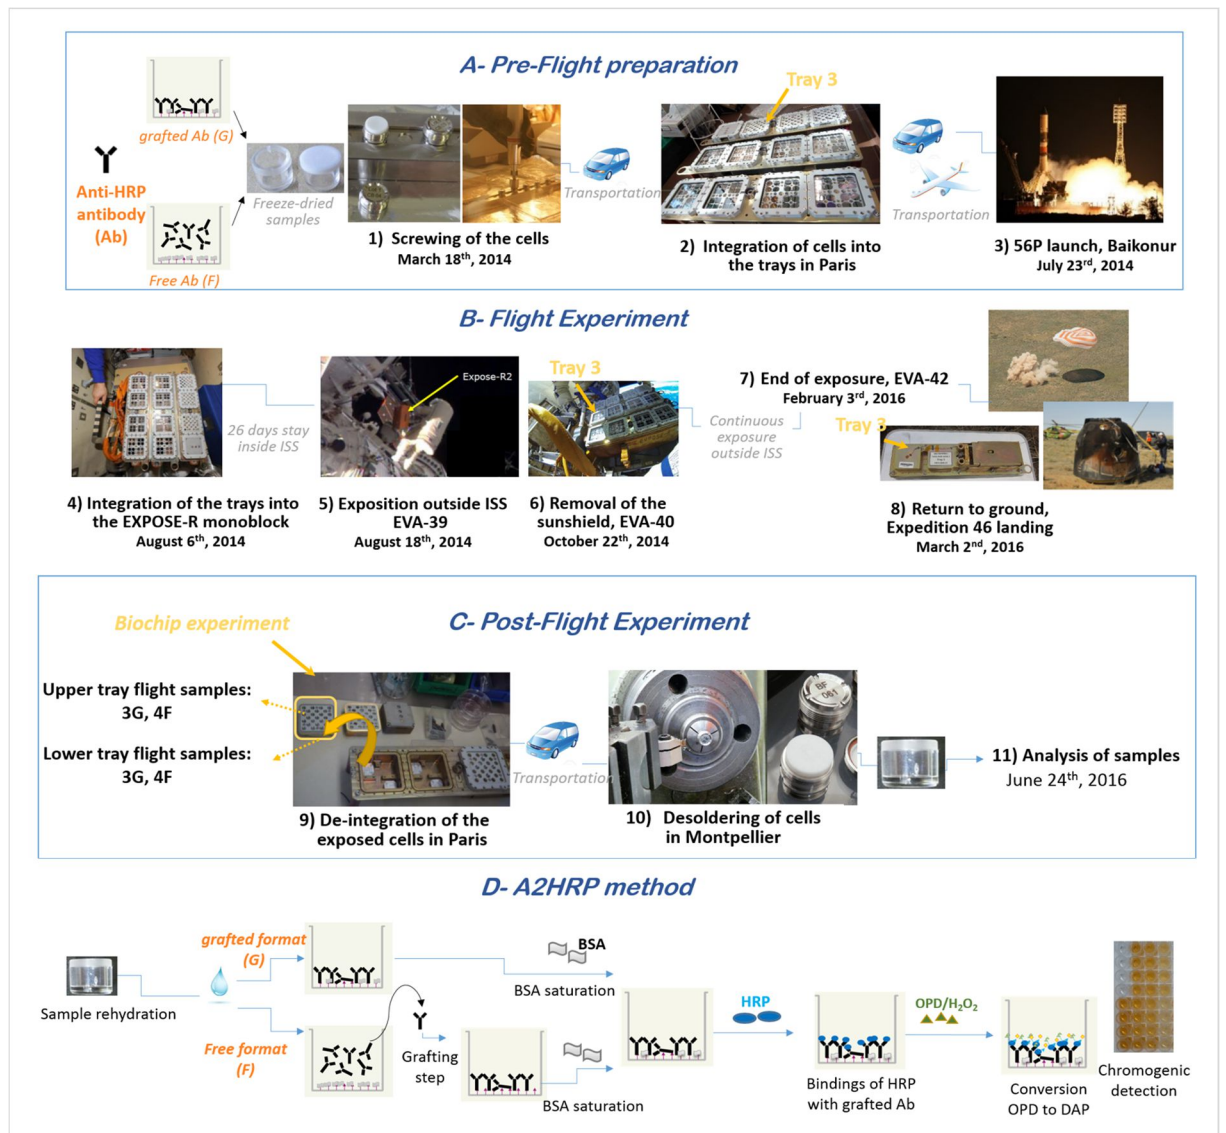 A- Pre-Flight preparation
Tray 3
grafted Ab (G)
Anti-HRP
antibody
(Ab)
Freeze-dried
samples
Free Ab (F)
Transportation
Transportation
1) Screwing of the cells
March 18th, 2014
2) Integration of cells into
the trays in Paris
3) 56P launch, Baikonur
July 23rd, 2014
B- Flight Experiment
26 days stay
inside ISS
Expose-R2
Tray 3
Continuous
exposure
outside ISS
7) End of exposure, EVA-42
February 3rd, 2016
Tray 3
4) Integration of the trays into
the EXPOSE-R monoblock
August 6th, 2014
5) Exposition outside ISS
EVA-39
August 18th, 2014
6) Removal of the
sunshield, EVA-40
October 22th, 2014
8) Return to ground,
Expedition 46 landing
March 2nd, 2016
C- Post-Flight Experiment
Biochip experiment
Upper tray flight samples:
3G, 4F
Lower tray flight samples:
3G, 4F
Transportation
BF
061
9) De-integration of the
exposed cells in Paris
10) Desoldering of cells
in Montpellier
11) Analysis of samples
June 24th, 2016
D- A2HRP method
Sample rehydration
grafted format
(G)
Free format
(F)
Grafting
step
BSA
BSA saturation
BSA saturation
HRP
Bindings of HRP
with grafted Ab
OPD/H2O2
Conversion
OPD to DAP
Chromogenic
detection